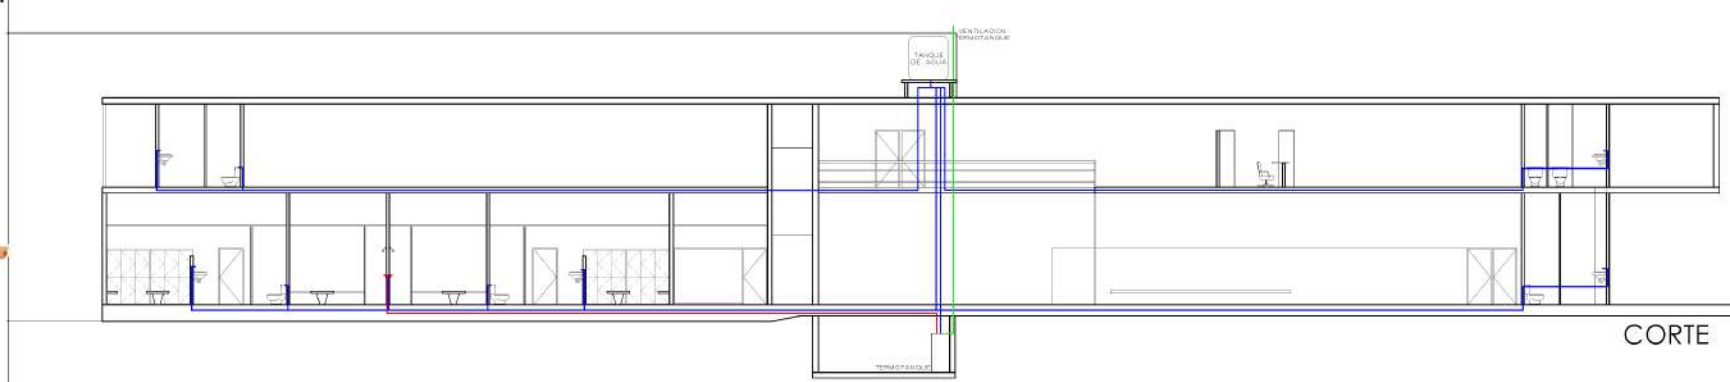 VENTILACION
TERMOTANQUE
TANQUE
DE AGUA
TERMOTANQUE
CORTE